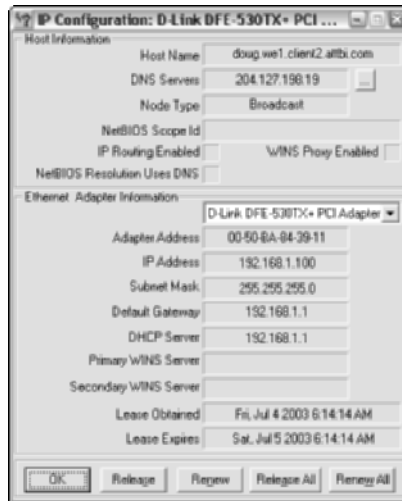 IP Configuration: D-Link DFE-530TX+ PCI ...
Host Information
Host Name doug.we1.client2.attbi.com
DNS Servers 204.127.198.19 ...
Node Type Broadcast
NetBIOS Scope Id
IP Routing Enabled WINS Proxy Enabled
NetBIOS Resolution Uses DNS
Ethernet Adapter Information
D-Link DFE-530TX+ PCI Adapter
Adapter Address 00-50-BA-84-39-11
IP Address 192.168.1.100
Subnet Mask 255.255.255.0
Default Gateway 192.168.1.1
DHCP Server 192.168.1.1
Primary WINS Server
Secondary WINS Server
Lease Obtained Fri, Jul 4 2003 6:14:14 AM
Lease Expires Sat, Jul 5 2003 6:14:14 AM
OK Release Renew Release All Renew All